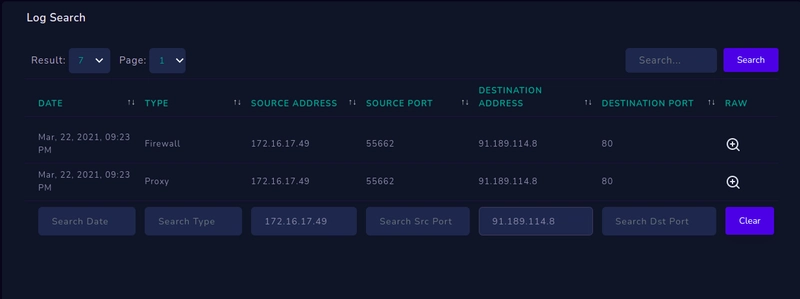 Log Search
Result: 7 Page: 1 Search... Search
DATE ↑↓ TYPE ↑↓ SOURCE ADDRESS ↑↓ SOURCE PORT ↑↓ DESTINATION ADDRESS ↑↓ DESTINATION PORT ↑↓ RAW
Mar, 22, 2021, 09:23 PM Firewall 172.16.17.49 55662 91.189.114.8 80
Mar, 22, 2021, 09:23 PM Proxy 172.16.17.49 55662 91.189.114.8 80
Search Date Search Type 172.16.17.49 Search Src Port 91.189.114.8 Search Dst Port Clear